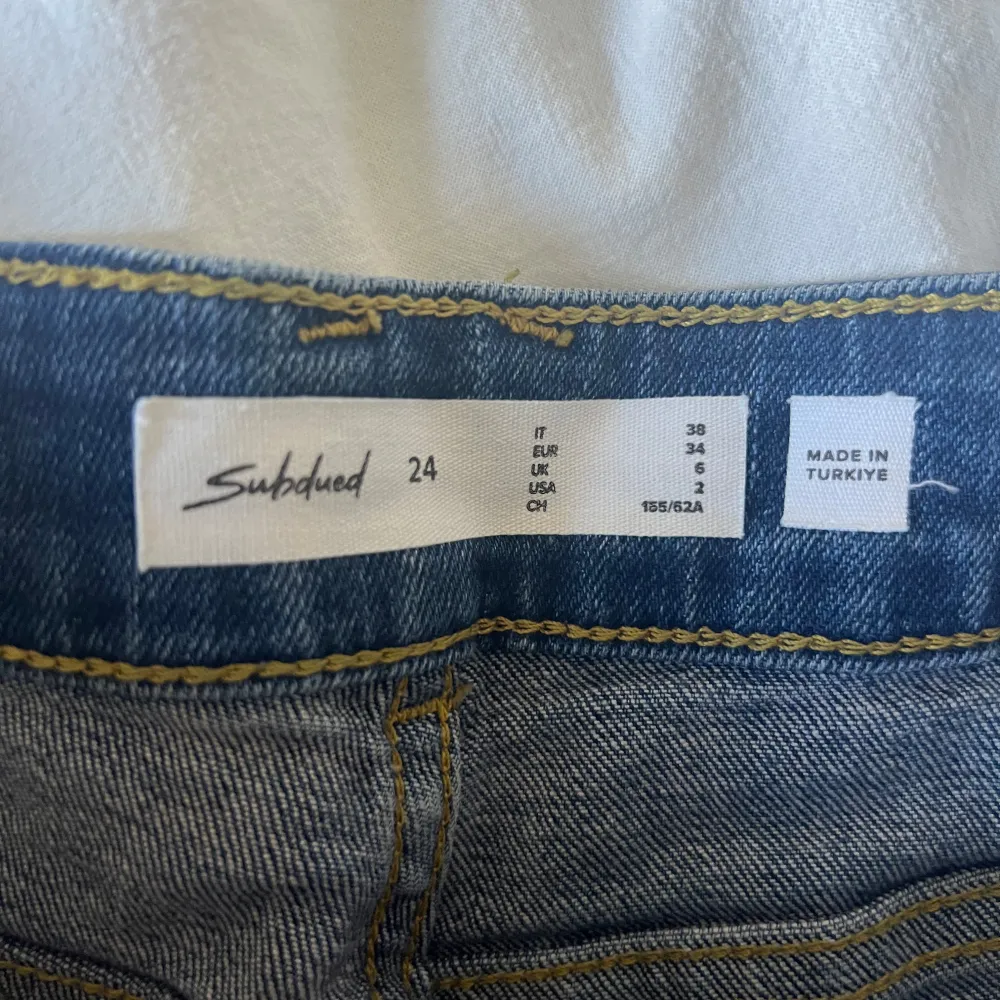 Subdued 24
IT 38
EUR 34
UK 6
USA 2
CH 155/62A
MADE IN
TURKIYE